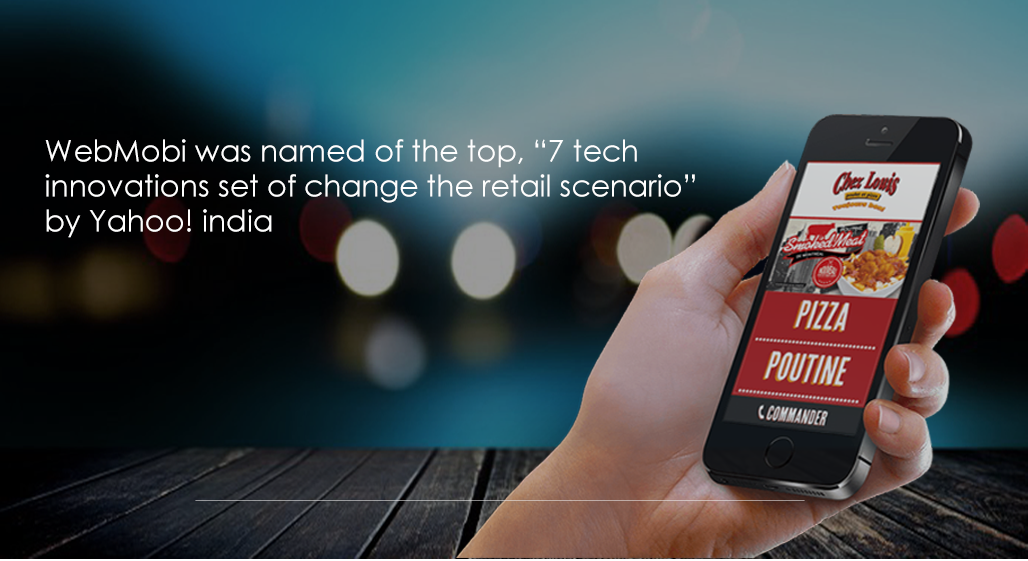 WebMobi was named of the top, “7 tech
innovations set of change the retail scenario”
by Yahoo! india
Chez Louis
Smoked Meat
PIZZA
POUTINE
COMMANDER